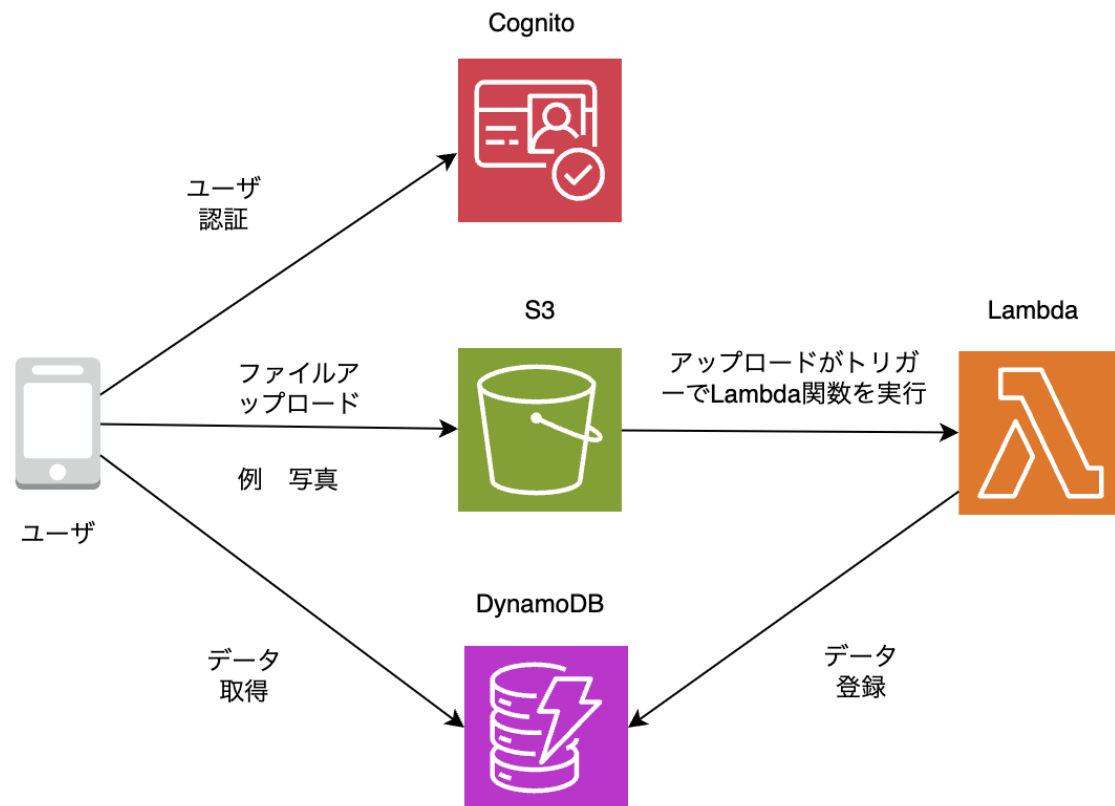 Cognito
ユーザ
認証
S3
Lambda
ファイルア
ップロード
アップロードがトリガ
ーでLambda関数を実行
例　写真
ユーザ
DynamoDB
データ
取得
データ
登録